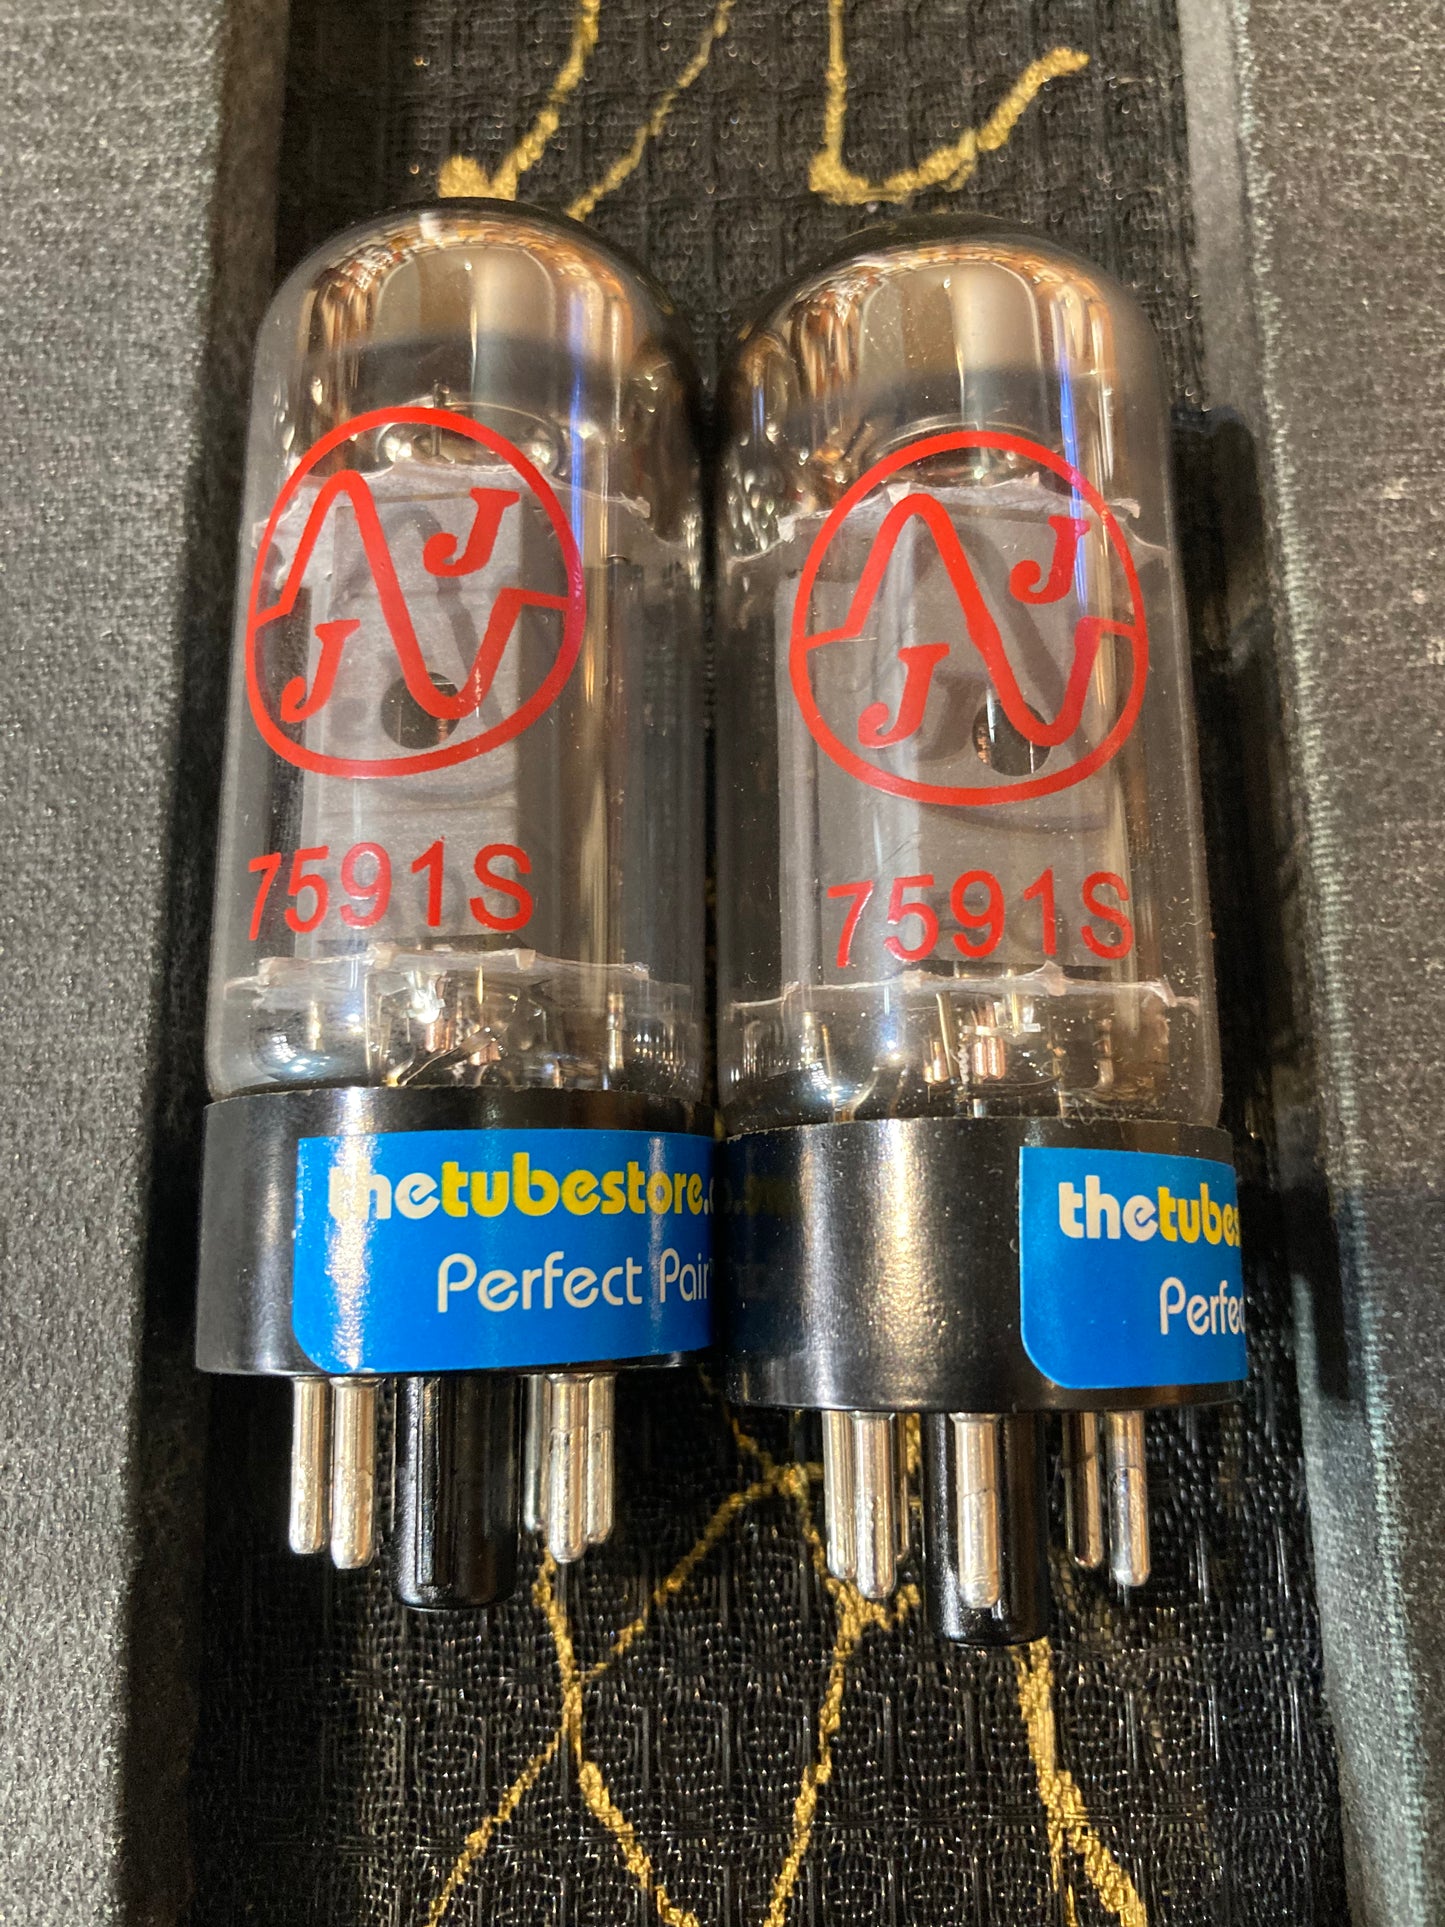 JJ
7591S
thetubestore.
Perfect Pair
JJ
7591S
thetubes
Perfec